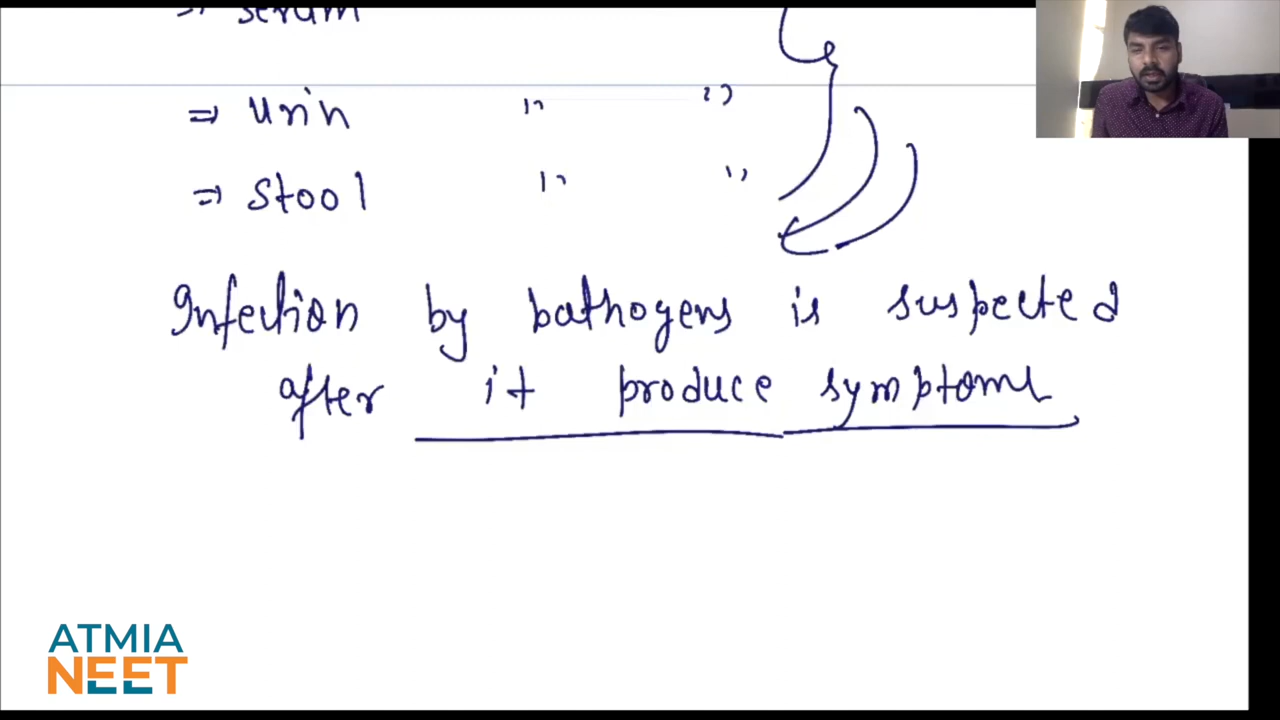 => serum
=> urin " "
=> stool " "
Infection by pathogens is suspected
after it produce symptoms
ATMIA
NEET